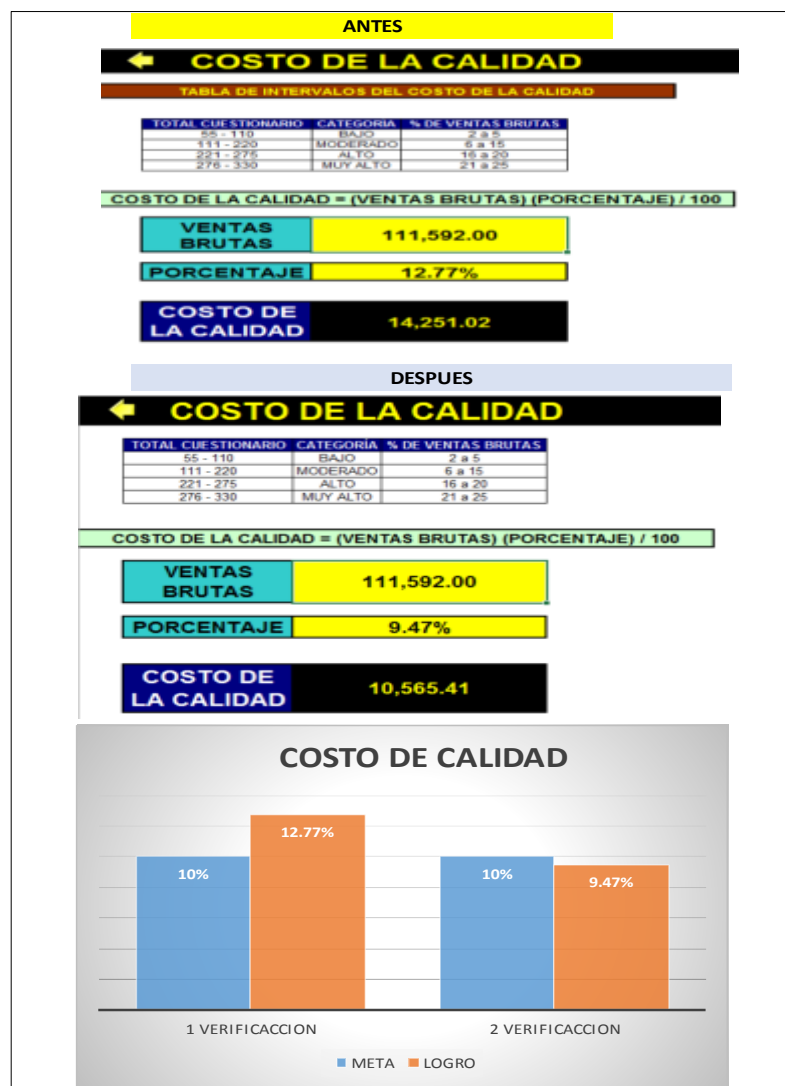 ANTES
COSTO DE LA CALIDAD
TABLA DE INTERVALOS DEL COSTO DE LA CALIDAD
TOTAL CUESTIONARIO CATEGORÍA % DE VENTAS BRUTAS
55 - 110 BAJO 2 a 5
111 - 220 MODERADO 6 a 15
221 - 275 ALTO 16 a 20
276 - 330 MUY ALTO 21 a 25
COSTO DE LA CALIDAD = (VENTAS BRUTAS) (PORCENTAJE) / 100
VENTAS BRUTAS 111,592.00
PORCENTAJE 12.77%
COSTO DE LA CALIDAD 14,251.02
DESPUES
COSTO DE LA CALIDAD
TOTAL CUESTIONARIO CATEGORÍA % DE VENTAS BRUTAS
55 - 110 BAJO 2 a 5
111 - 220 MODERADO 6 a 15
221 - 275 ALTO 16 a 20
276 - 330 MUY ALTO 21 a 25
COSTO DE LA CALIDAD = (VENTAS BRUTAS) (PORCENTAJE) / 100
VENTAS BRUTAS 111,592.00
PORCENTAJE 9.47%
COSTO DE LA CALIDAD 10,565.41
COSTO DE CALIDAD
12.77%
10% 10% 9.47%
1 VERIFICACCION 2 VERIFICACCION
META LOGRO